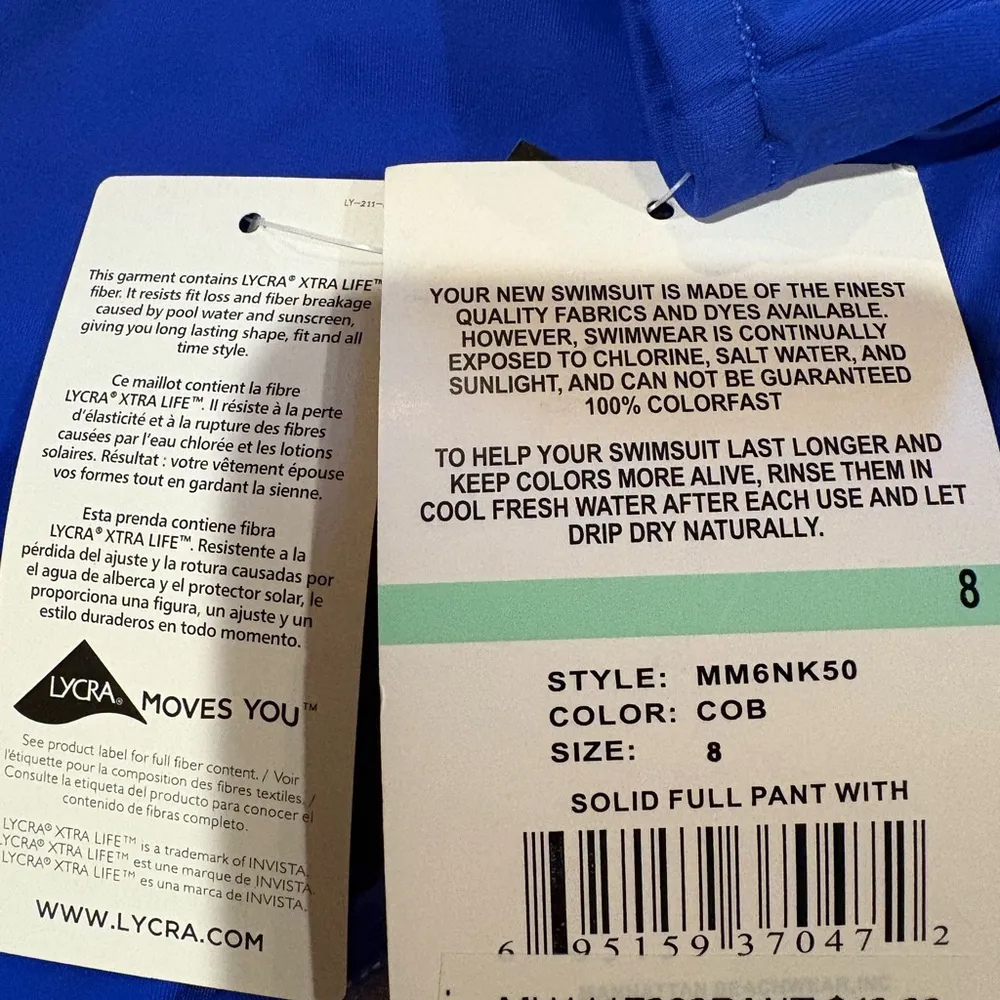 LY-211-
This garment contains LYCRA® XTRA LIFE™
fiber. It resists fit loss and fiber breakage
caused by pool water and sunscreen,
giving you long lasting shape, fit and all
time style.
Ce maillot contient la fibre
LYCRA® XTRA LIFE™. Il résiste à la perte
d'élasticité et à la rupture des fibres
causées par l'eau chlorée et les lotions
solaires. Résultat : votre vêtement épouse
vos formes tout en gardant la sienne.
Esta prenda contiene fibra
LYCRA® XTRA LIFE™. Resistente a la
pérdida del ajuste y la rotura causadas por
el agua de alberca y el protector solar, le
proporciona una figura, un ajuste y un
estilo duraderos en todo momento.
LYCRA® MOVES YOU™
See product label for full fiber content. / Voir
l'étiquette pour la composition des fibres textiles. /
Consulte la etiqueta del producto para conocer el
contenido de fibras completo.
LYCRA® XTRA LIFE™ is a trademark of INVISTA.
LYCRA® XTRA LIFE™ est une marque de INVISTA.
LYCRA® XTRA LIFE™ es una marca de INVISTA.
WWW.LYCRA.COM
YOUR NEW SWIMSUIT IS MADE OF THE FINEST
QUALITY FABRICS AND DYES AVAILABLE.
HOWEVER, SWIMWEAR IS CONTINUALLY
EXPOSED TO CHLORINE, SALT WATER, AND
SUNLIGHT, AND CAN NOT BE GUARANTEED
100% COLORFAST
TO HELP YOUR SWIMSUIT LAST LONGER AND
KEEP COLORS MORE ALIVE, RINSE THEM IN
COOL FRESH WATER AFTER EACH USE AND LET
DRIP DRY NATURALLY.
8
STYLE: MM6NK50
COLOR: COB
SIZE: 8
SOLID FULL PANT WITH
6 95159 37047 2
MANHATTAN BEACHWEAR, INC